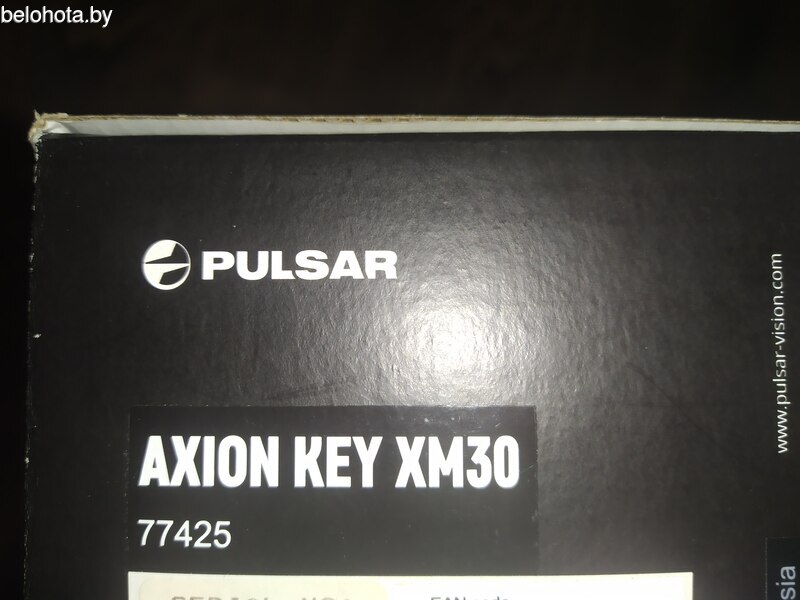 belohota.by
PULSAR
www.pulsar-vision.com
AXION KEY XM30
77425